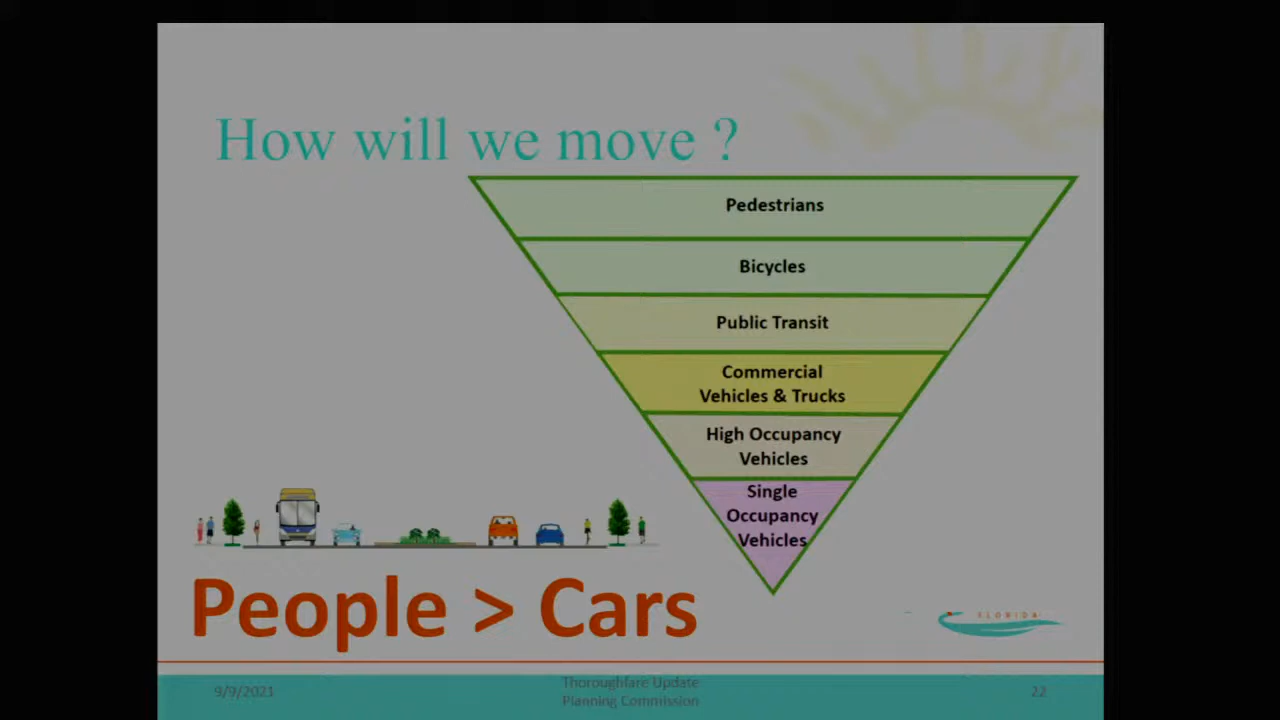 How will we move ?
Pedestrians
Bicycles
Public Transit
Commercial
Vehicles & Trucks
High Occupancy
Vehicles
Single
Occupancy
Vehicles
People > Cars
FLORIDA
9/9/2021
Thoroughfare Update
Planning Commission
22